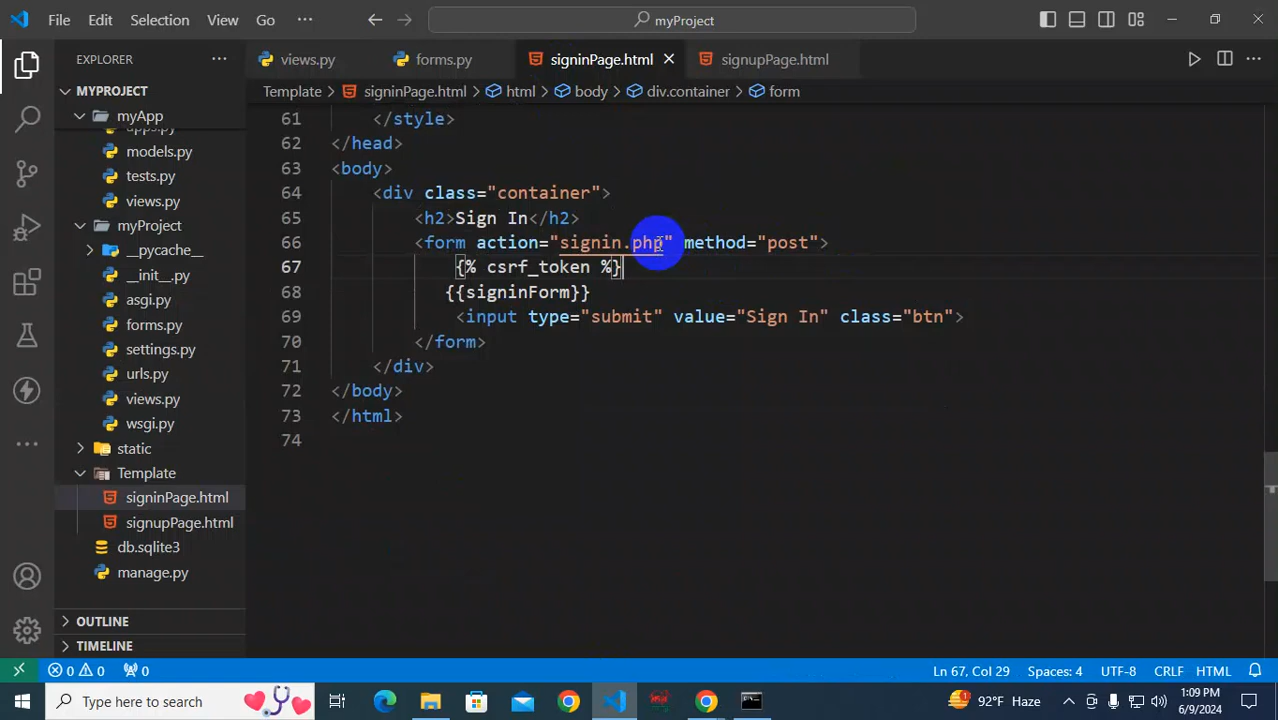 File Edit Selection View Go ··· myProject
EXPLORER ···
views.py forms.py signinPage.html signupPage.html
Template > signinPage.html > html > body > div.container > form
MYPROJECT
myApp
apps.py
models.py
tests.py
views.py
myProject
__pycache__
__init__.py
asgi.py
forms.py
settings.py
urls.py
views.py
wsgi.py
static
Template
signinPage.html
signupPage.html
db.sqlite3
manage.py
OUTLINE
TIMELINE
61 </style>
62 </head>
63 <body>
64 <div class="container">
65 <h2>Sign In</h2>
66 <form action="signin.php" method="post">
67 {% csrf_token %}
68 {{signinForm}}
69 <input type="submit" value="Sign In" class="btn">
70 </form>
71 </div>
72 </body>
73 </html>
74
0 0 0 Ln 67, Col 29 Spaces: 4 UTF-8 CRLF HTML
Type here to search 1 92°F Haze 1:09 PM
6/9/2024